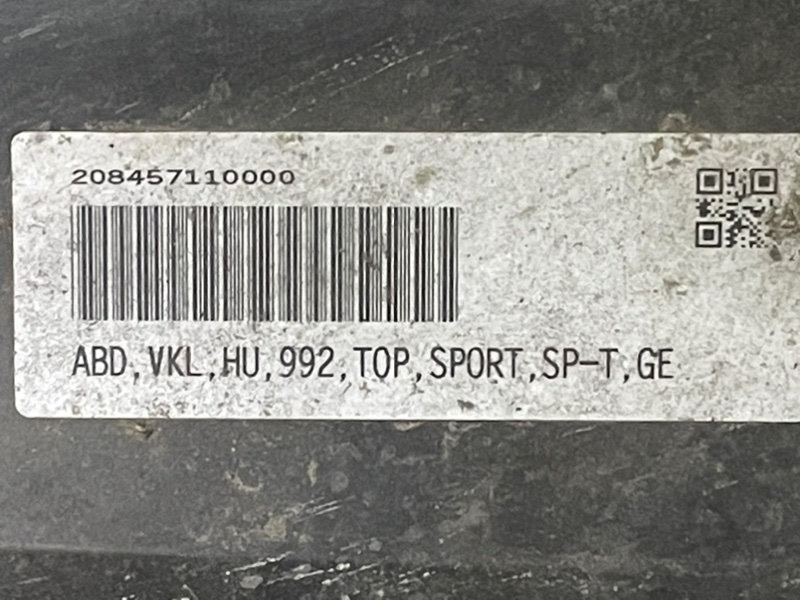 208457110000
ABD,VKL,HU,992,TOP,SPORT,SP-T,GE